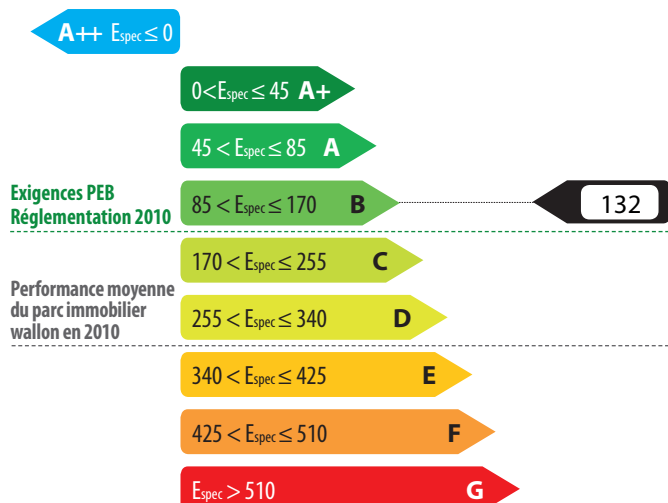 A++ Espec ≤ 0
0<Espec ≤ 45 A+
45 < Espec ≤ 85 A
Exigences PEB
Réglementation 2010
85 < Espec ≤ 170 B
132
170 < Espec ≤ 255 C
Performance moyenne
du parc immobilier
wallon en 2010
255 < Espec ≤ 340 D
340 < Espec ≤ 425 E
425 < Espec ≤ 510 F
Espec > 510 G